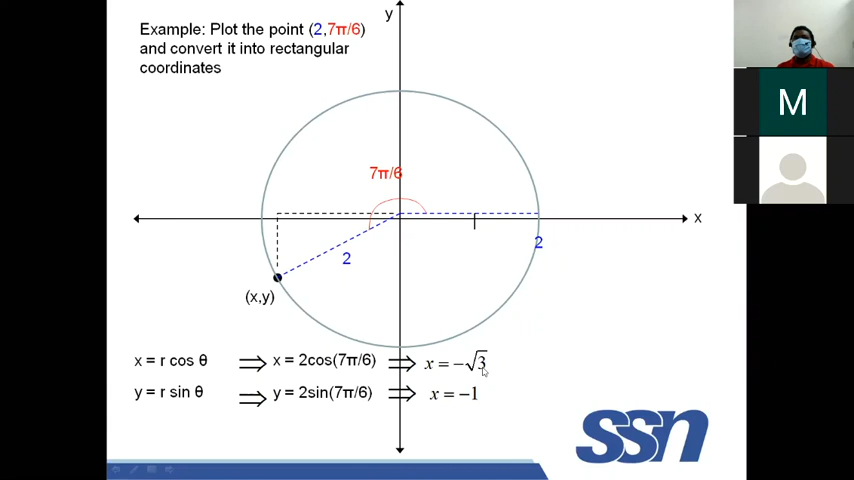 y
Example: Plot the point (2,7π/6)
and convert it into rectangular
coordinates
M
7π/6
x
2
2
(x,y)
x = r cos θ ⟹ x = 2cos(7π/6) ⟹ x = −√3
y = r sin θ ⟹ y = 2sin(7π/6) ⟹ x = −1
ssn